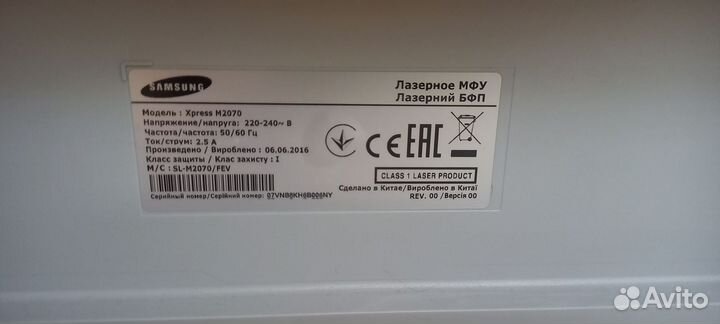 SAMSUNG
Лазерное МФУ
Лазерний БФП
Модель : Xpress M2070
Напряжение/напруга : 220-240~ В
Частота/частота: 50/60 Гц
Ток/струм: 2.5 А
Произведено / Вироблено : 06.06.2016
Класс защиты / Клас захисту : I
M/C : SL-M2070/FEV
CE EAC
CLASS 1 LASER PRODUCT
Сделано в Китае/Вироблено в Китаї
REV. 00 /Версія 00
Серийный номер/Серійний номер: 07VNB8KH6B006NY
Avito